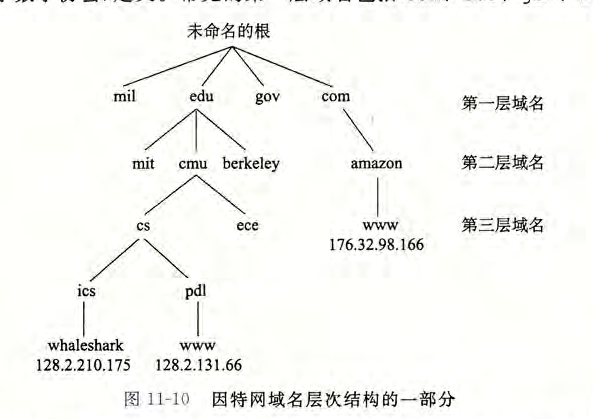 未命名的根
mil edu gov com 第一层域名
mit cmu berkeley amazon 第二层域名
cs ece www 第三层域名
176.32.98.166
ics pdl
whaleshark www
128.2.210.175 128.2.131.66
图 11-10 因特网域名层次结构的一部分